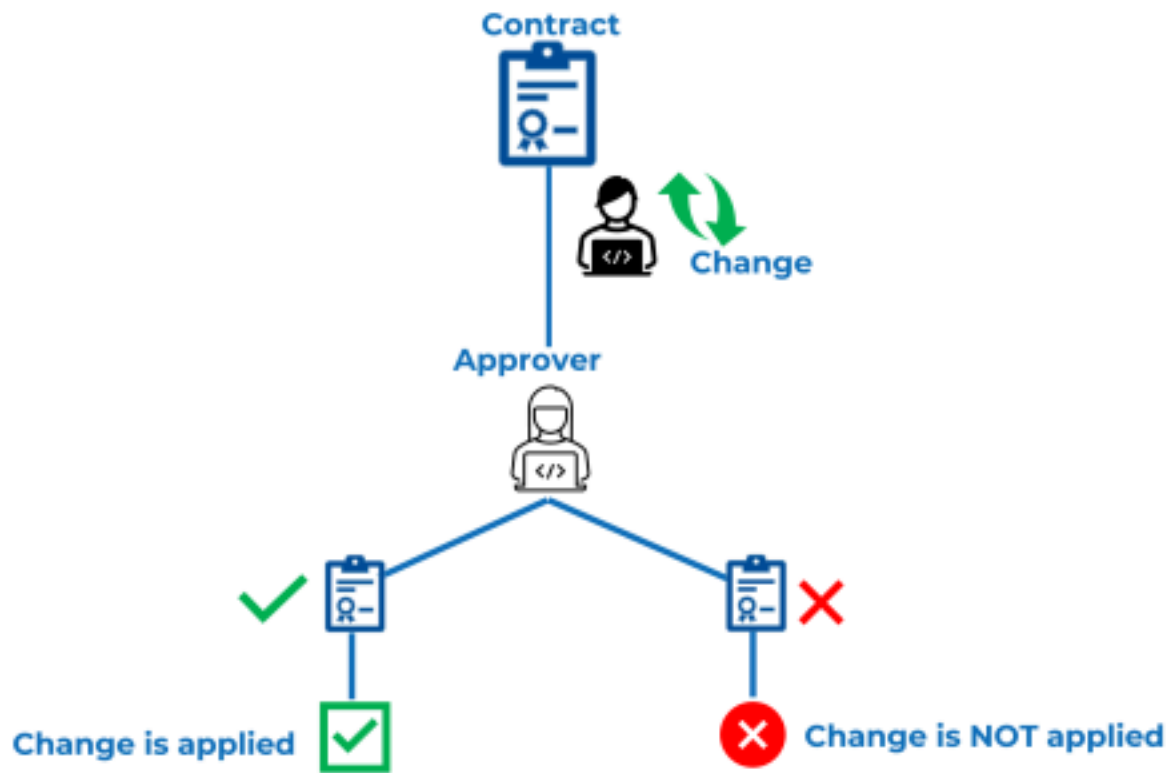 Contract
</>
Change
Approver
</>
Change is applied
Change is NOT applied